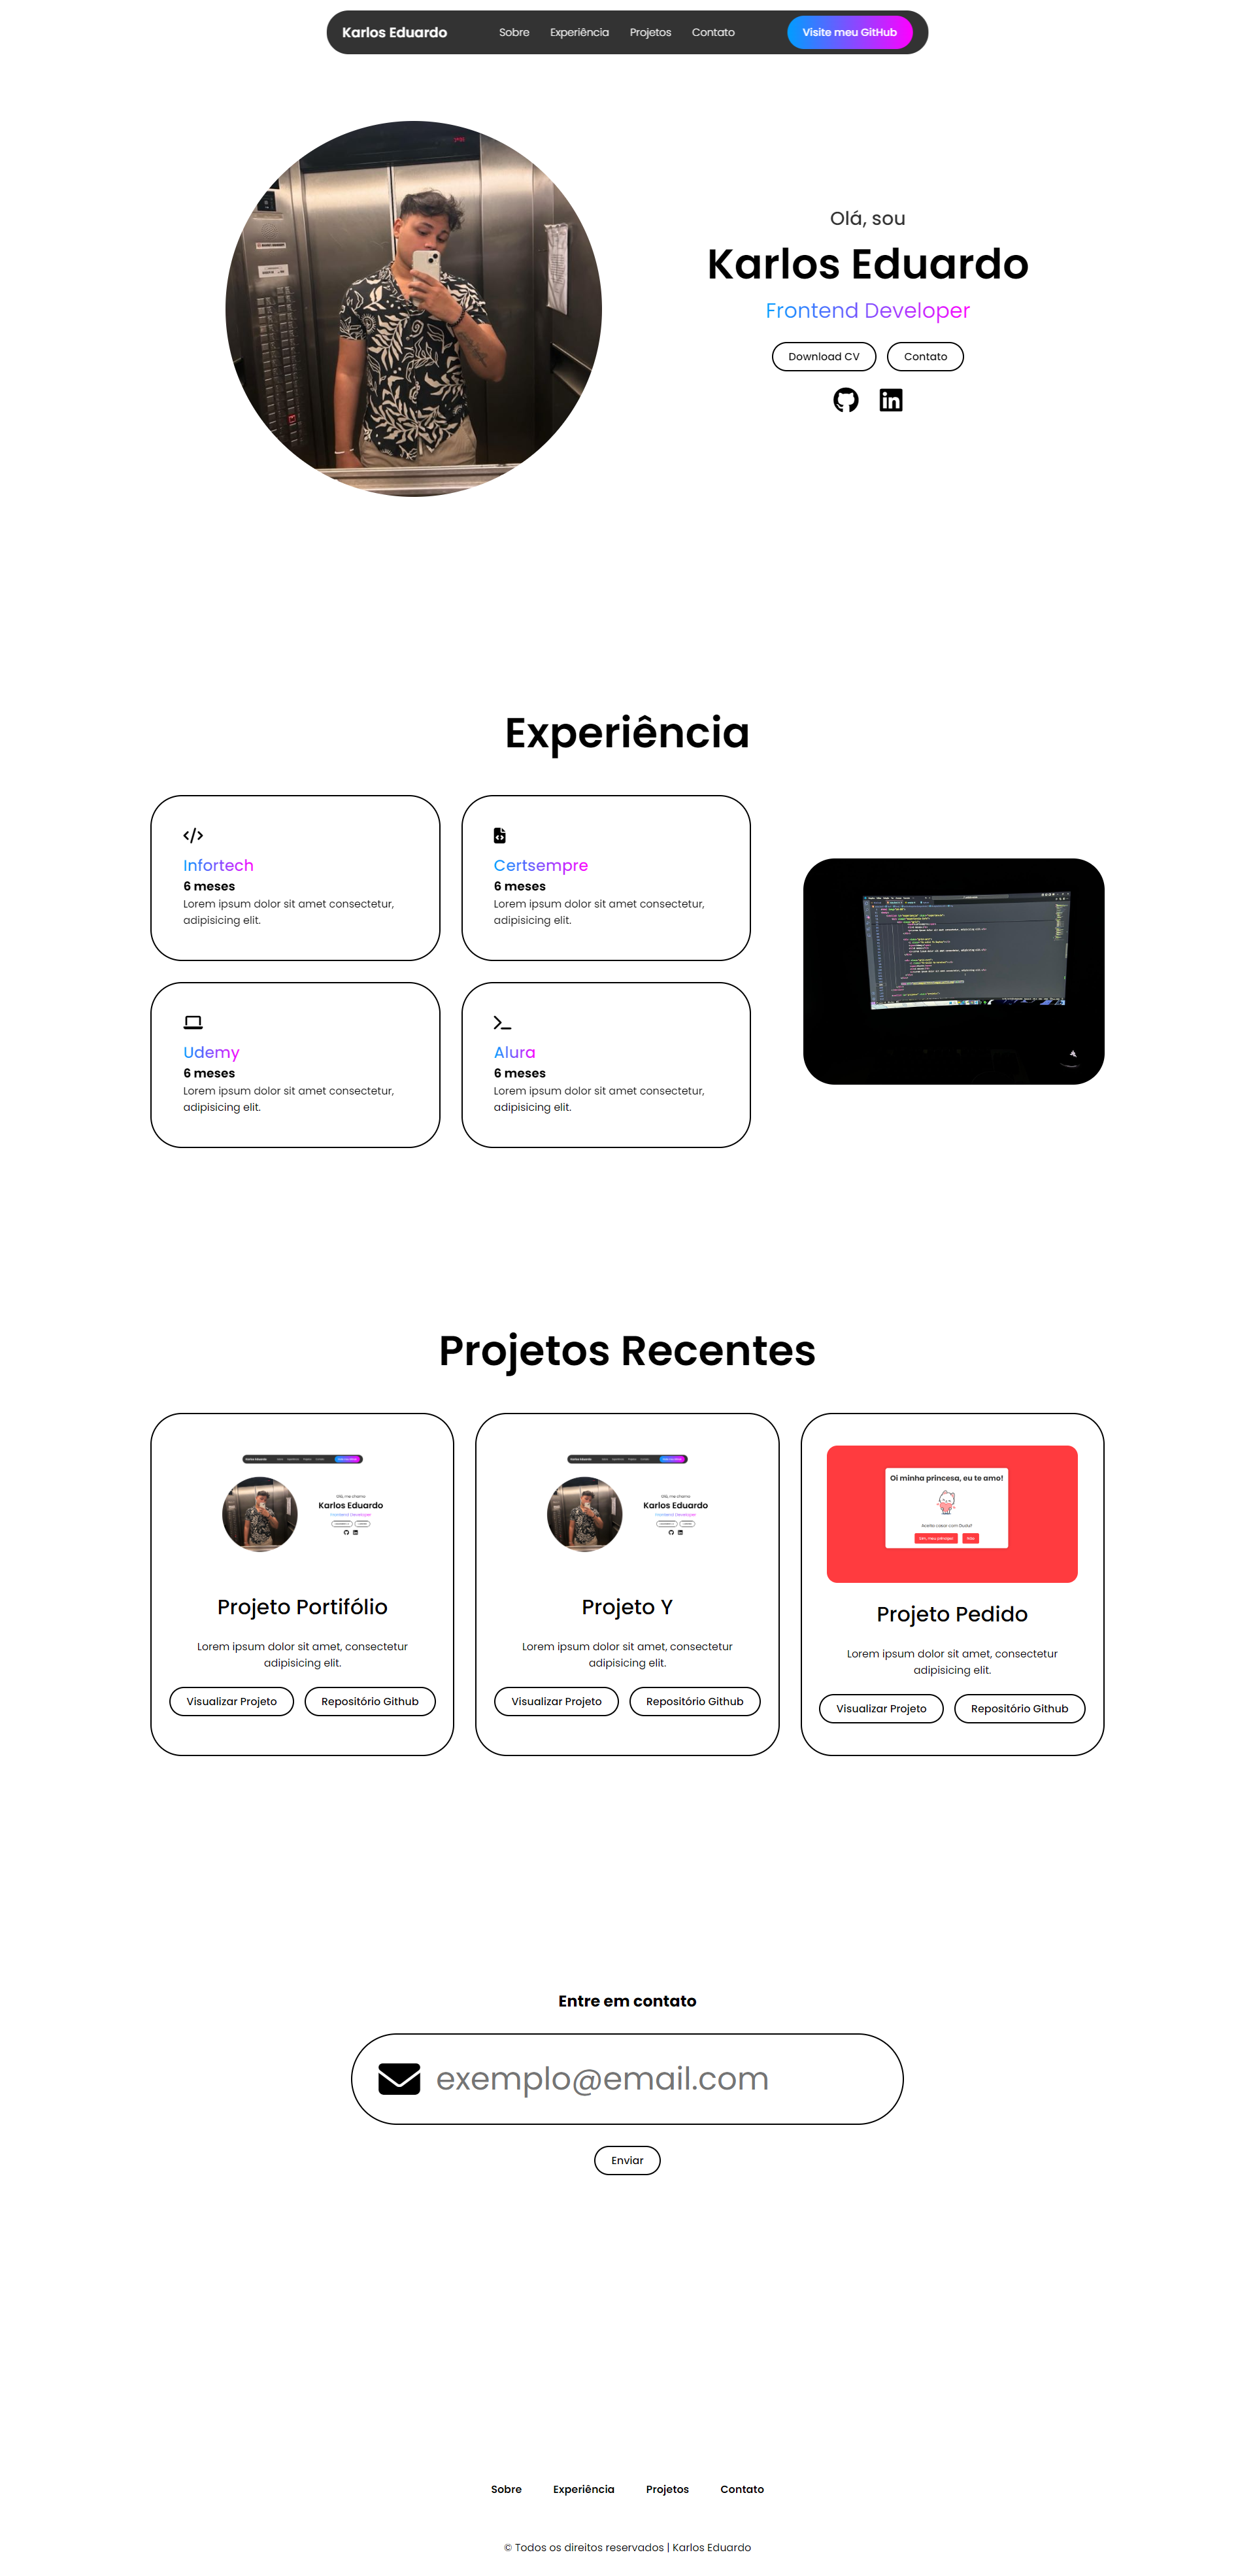 Karlos Eduardo
Sobre
Experiência
Projetos
Contato
Visite meu GitHub
Olá, sou
Karlos Eduardo
Frontend Developer
Download CV
Contato
Experiência
Infortech
6 meses
Lorem ipsum dolor sit amet consectetur,
adipisicing elit.
Certsempre
6 meses
Lorem ipsum dolor sit amet consectetur,
adipisicing elit.
Udemy
6 meses
Lorem ipsum dolor sit amet consectetur,
adipisicing elit.
Alura
6 meses
Lorem ipsum dolor sit amet consectetur,
adipisicing elit.
Projetos Recentes
Karlos Eduardo
Frontend Developer
Projeto Portifólio
Lorem ipsum dolor sit amet, consectetur
adipisicing elit.
Visualizar Projeto
Repositório Github
Karlos Eduardo
Frontend Developer
Projeto Y
Lorem ipsum dolor sit amet, consectetur
adipisicing elit.
Visualizar Projeto
Repositório Github
Oi minha princesa, eu te amo!
Projeto Pedido
Lorem ipsum dolor sit amet, consectetur
adipisicing elit.
Visualizar Projeto
Repositório Github
Entre em contato
exemplo@email.com
Enviar
Sobre
Experiência
Projetos
Contato
© Todos os direitos reservados | Karlos Eduardo